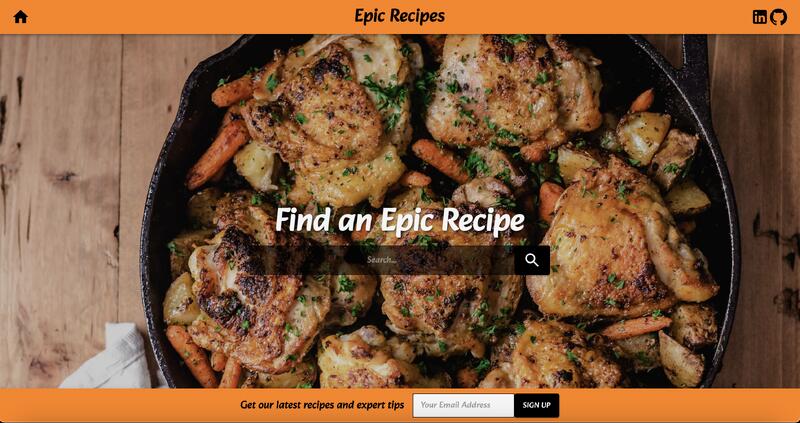 Epic Recipes
Find an Epic Recipe
Search...
Get our latest recipes and expert tips
Your Email Address
SIGN UP